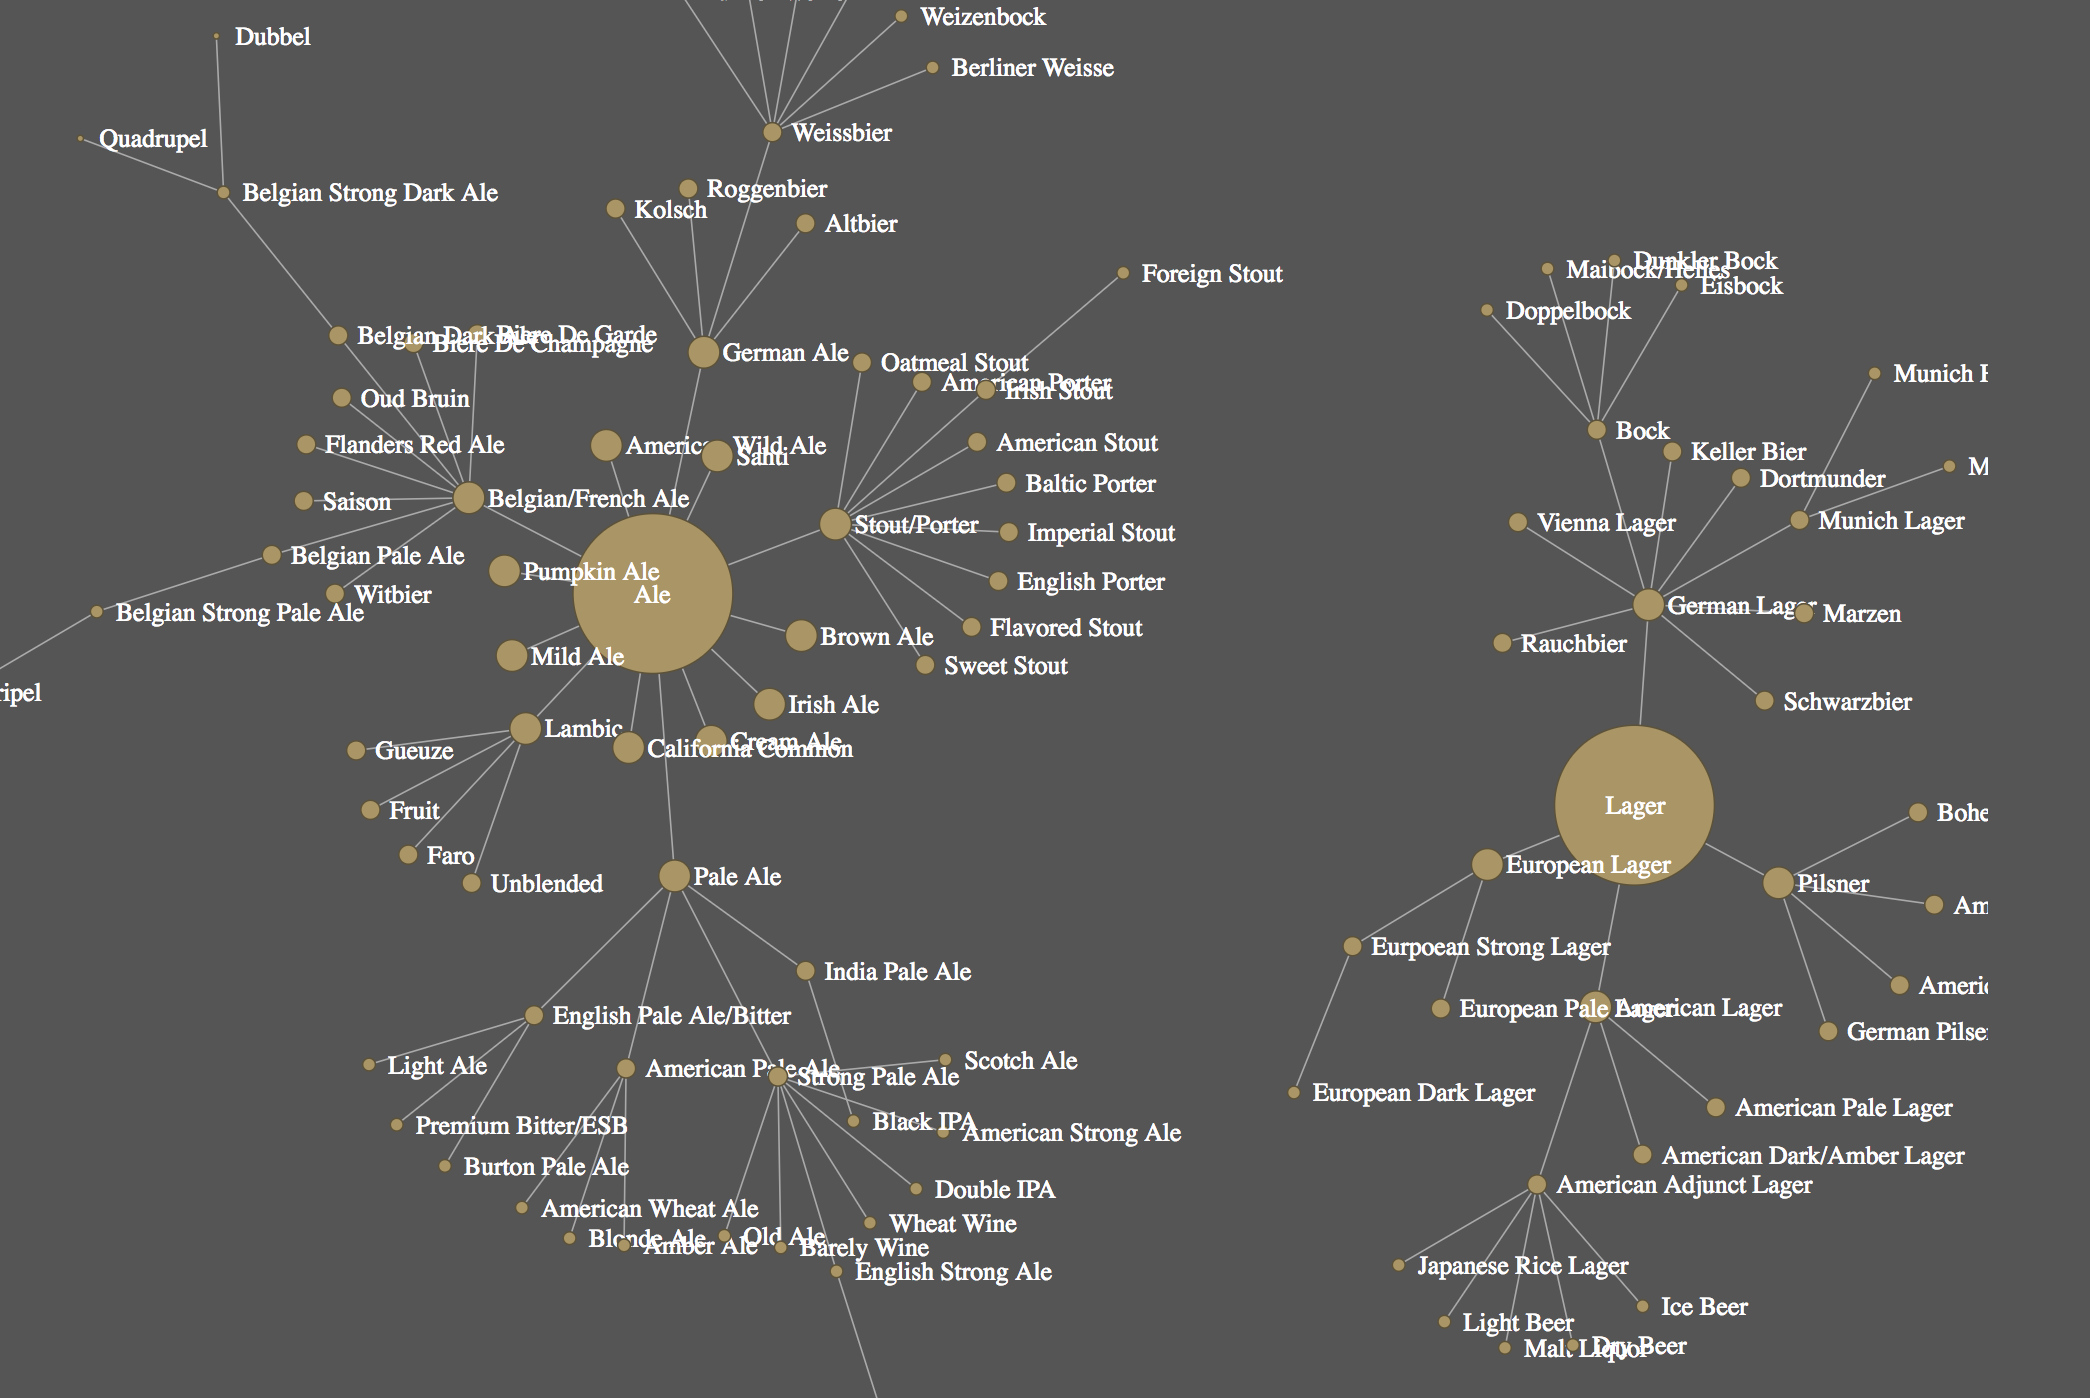 Weizenbock
Dubbel
Berliner Weisse
Weissbier
Quadrupel
Roggenbier
Belgian Strong Dark Ale
Kolsch
Altbier
Dunkler Bock
Maibock/Helles
Foreign Stout
Eisbock
Doppelbock
Belgian Dark Ale
Biere De Garde
Biere De Champagne
German Ale
Oatmeal Stout
Munich
American Porter
Irish Stout
Oud Bruin
Bock
American Stout
Flanders Red Ale
American Wild Ale
Keller Bier
Sahti
M
Dortmunder
Baltic Porter
Belgian/French Ale
Saison
Munich Lager
Vienna Lager
Stout/Porter
Imperial Stout
Belgian Pale Ale
Pumpkin Ale
English Porter
Ale
Witbier
German Lager
Belgian Strong Pale Ale
Marzen
Flavored Stout
Brown Ale
Rauchbier
Mild Ale
Sweet Stout
ripel
Schwarzbier
Irish Ale
Lambic
Cream Ale
California Common
Gueuze
Lager
Fruit
Bohe
Faro
European Lager
Pale Ale
Unblended
Pilsner
Am
Eurpoean Strong Lager
India Pale Ale
Americ
European Pale Lager
American Lager
English Pale Ale/Bitter
German Pilse
Scotch Ale
Light Ale
American Pale Ale
Strong Pale Ale
European Dark Lager
American Pale Lager
Black IPA
Premium Bitter/ESB
American Strong Ale
American Dark/Amber Lager
Burton Pale Ale
American Adjunct Lager
Double IPA
American Wheat Ale
Wheat Wine
Old Ale
Blonde Ale
Amber Ale
Barely Wine
Japanese Rice Lager
English Strong Ale
Ice Beer
Light Beer
Dry Beer
Malt Liquor